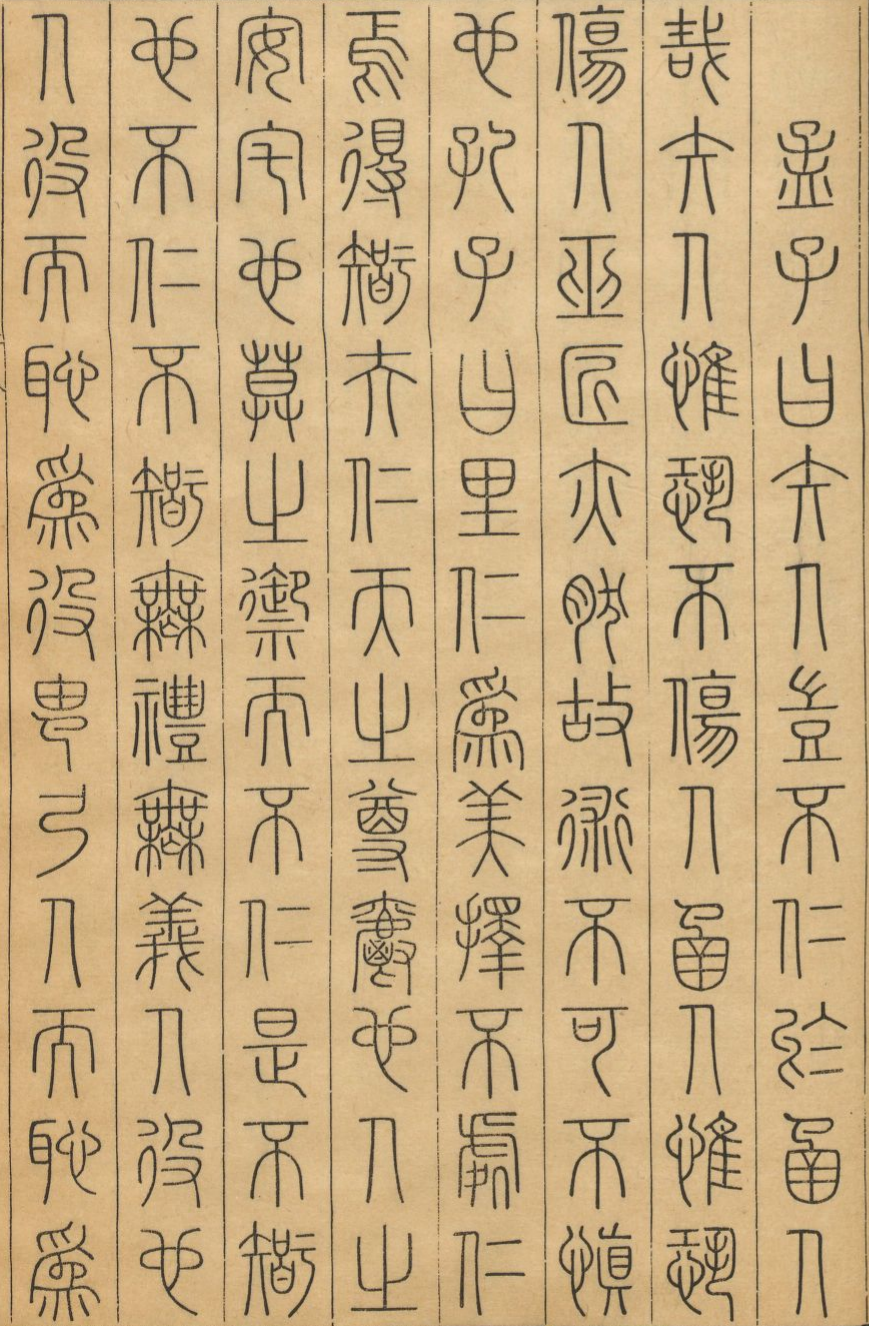 孟子曰矢人豈不仁於函人
哉矢人惟恐不傷人函人惟恐
傷人巫匠亦然故術不可不慎
也孔子曰里仁爲美擇不處仁
焉得智夫仁天之尊爵也人之
安宅也莫之禦而不仁是不智
也不仁不智無禮無義人役也
人役而恥爲役由弓人而恥爲